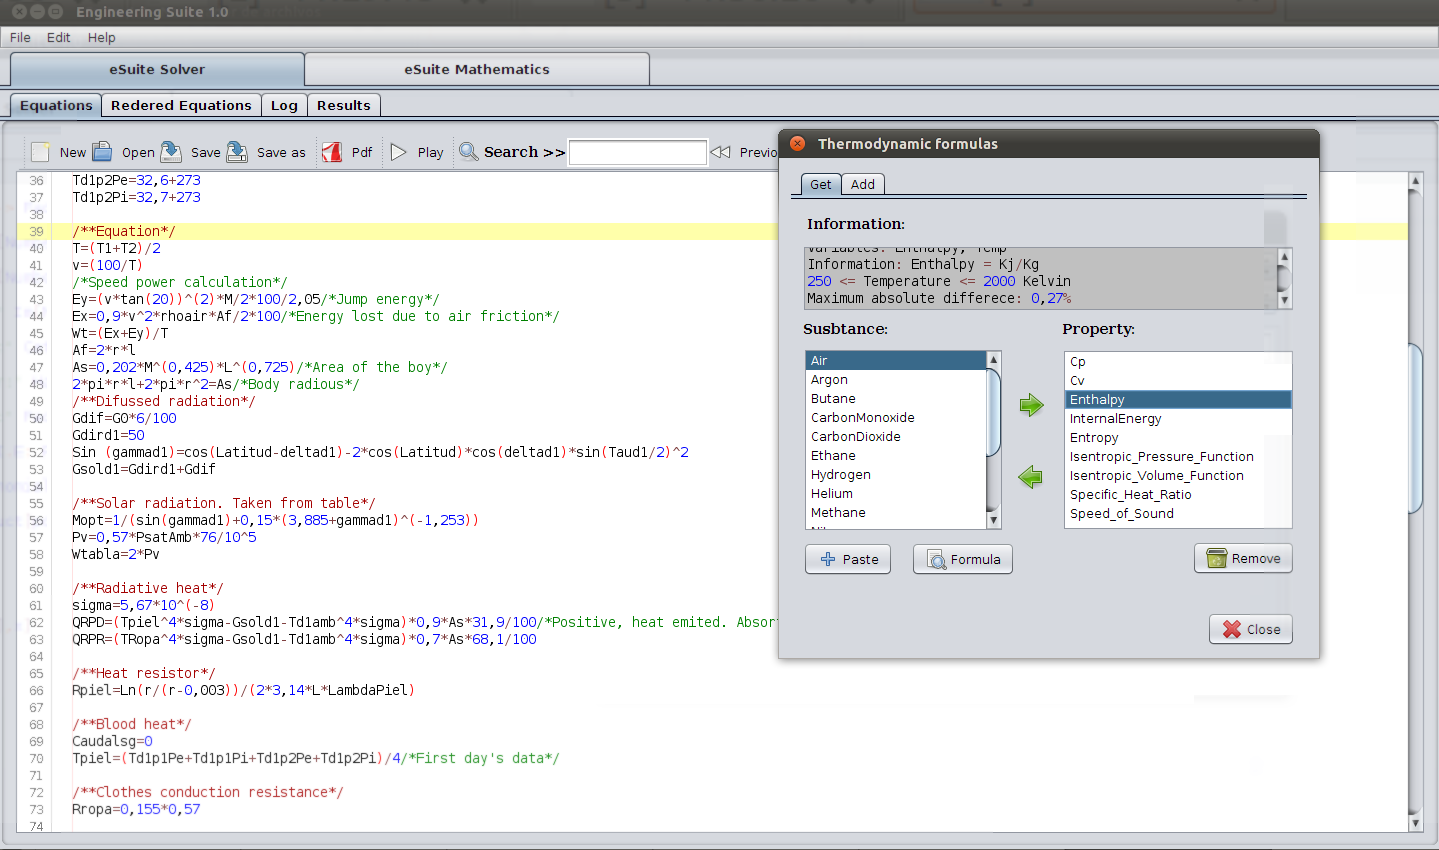 Engineering Suite 1.0
File Edit Help
eSuite Solver eSuite Mathematics
Equations Redered Equations Log Results
New Open Save Save as Pdf Play Search >> Previo
36 Td1p2Pe=32,6+273
37 Td1p2Pi=32,7+273
38
39 /**Equation*/
40 T=(T1+T2)/2
41 v=(100/T)
42 /*Speed power calculation*/
43 Ey=(v*tan(20))^(2)*M/2*100/2,05/*Jump energy*/
44 Ex=0,9*v^2*rhoair*Af/2*100/*Energy lost due to air friction*/
45 Wt=(Ex+Ey)/T
46 Af=2*r*l
47 As=0,202*M^(0,425)*L^(0,725)/*Area of the boy*/
48 2*pi*r*l+2*pi*r^2=As/*Body radious*/
49 /**Difussed radiation*/
50 Gdif=G0*6/100
51 Gdird1=50
52 Sin (gammad1)=cos(Latitud-deltad1)-2*cos(Latitud)*cos(deltad1)*sin(Taud1/2)^2
53 Gsold1=Gdird1+Gdif
54
55 /**Solar radiation. Taken from table*/
56 Mopt=1/(sin(gammad1)+0,15*(3,885+gammad1)^(-1,253))
57 Pv=0,57*PsatAmb*76/10^5
58 Wtabla=2*Pv
59
60 /**Radiative heat*/
61 sigma=5,67*10^(-8)
62 QRPD=(Tpiel^4*sigma-Gsold1-Td1amb^4*sigma)*0,9*As*31,9/100/*Positive, heat emited. Absor
63 QRPR=(TRopa^4*sigma-Gsold1-Td1amb^4*sigma)*0,7*As*68,1/100
64
65 /**Heat resistor*/
66 Rpiel=Ln(r/(r-0,003))/(2*3,14*L*LambdaPiel)
67
68 /**Blood heat*/
69 Caudalsg=0
70 Tpiel=(Td1p1Pe+Td1p1Pi+Td1p2Pe+Td1p2Pi)/4/*First day's data*/
71
72 /**Clothes conduction resistance*/
73 Rropa=0,155*0,57
74
Thermodynamic formulas
Get Add
Information:
Variables: Enthalpy, Temp
Information: Enthalpy = Kj/Kg
250 <= Temperature <= 2000 Kelvin
Maximum absolute differece: 0,27%
Susbtance:
Air
Argon
Butane
CarbonMonoxide
CarbonDioxide
Ethane
Hydrogen
Helium
Methane
Property:
Cp
Cv
Enthalpy
InternalEnergy
Entropy
Isentropic_Pressure_Function
Isentropic_Volume_Function
Specific_Heat_Ratio
Speed_of_Sound
Paste Formula Remove
Close